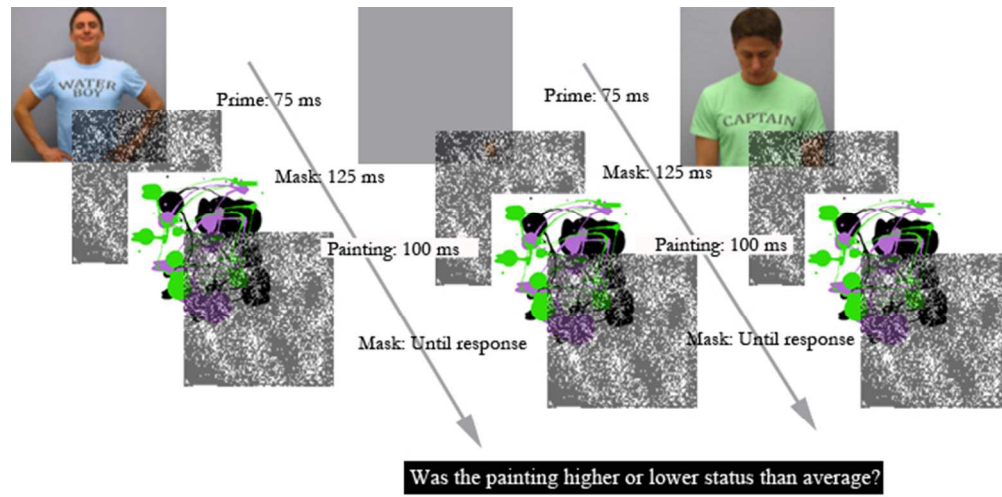 WATER
BOY
CAPTAIN
Prime: 75 ms
Prime: 75 ms
Mask: 125 ms
Mask: 125 ms
Painting: 100 ms
Painting: 100 ms
Mask: Until response
Mask: Until response
Was the painting higher or lower status than average?